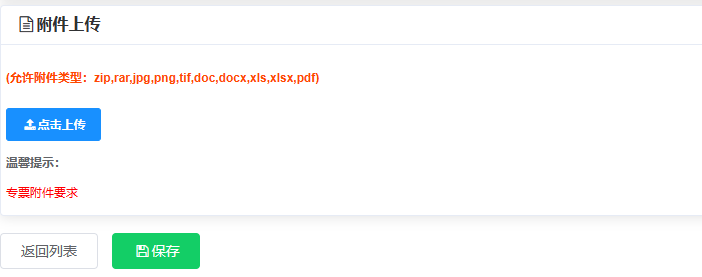 附件上传
(允许附件类型：zip,rar,jpg,png,tif,doc,docx,xls,xlsx,pdf)
点击上传
温馨提示：
专票附件要求
返回列表 保存